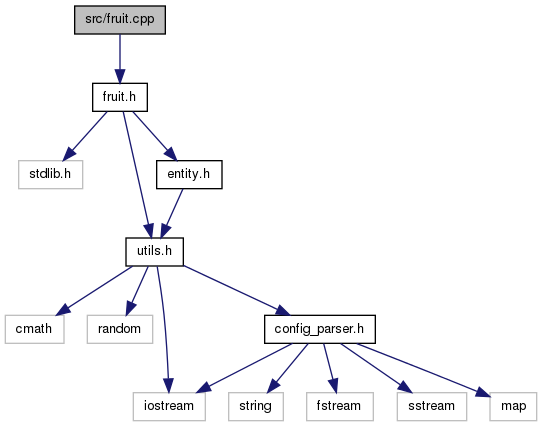 src/fruit.cpp
fruit.h
stdlib.h
entity.h
utils.h
cmath
random
config_parser.h
iostream
string
fstream
sstream
map